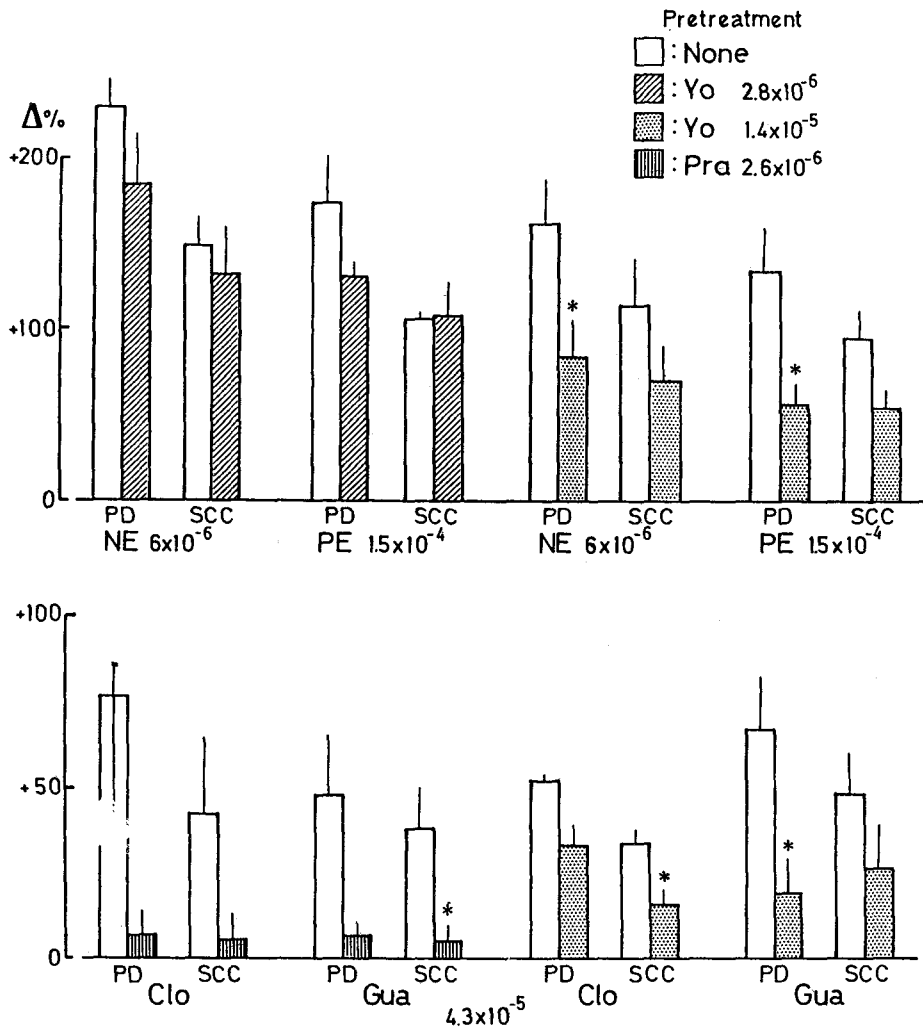 Pretreatment
: None
: Yo 2.8x10⁻⁶
: Yo 1.4x10⁻⁵
: Pra 2.6x10⁻⁶
Δ%
+200
+100
0
* *
PD SCC PD SCC PD SCC PD SCC
NE 6x10⁻⁶ PE 1.5x10⁻⁴ NE 6x10⁻⁶ PE 1.5x10⁻⁴
+100
+50
0
* * *
PD SCC PD SCC PD SCC PD SCC
Clo Gua Clo Gua
4.3x10⁻⁵